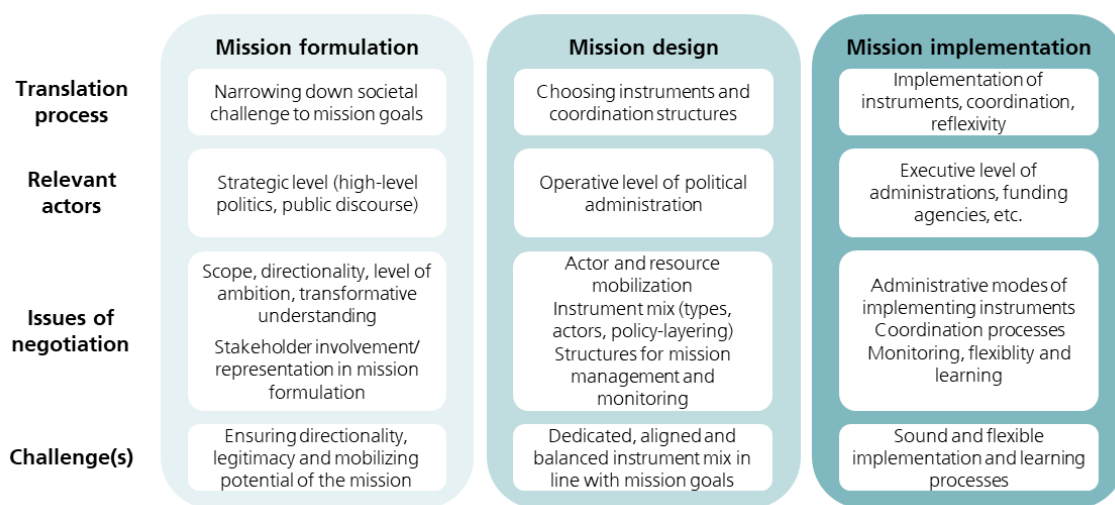 Mission formulation
Mission design
Mission implementation
Translation
process
Narrowing down societal
challenge to mission goals
Choosing instruments and
coordination structures
Implementation of
instruments, coordination,
reflexivity
Relevant
actors
Strategic level (high-level
politics, public discourse)
Operative level of political
administration
Executive level of
administrations, funding
agencies, etc.
Issues of
negotiation
Scope, directionality, level of
ambition, transformative
understanding
Stakeholder involvement/
representation in mission
formulation
Actor and resource
mobilization
Instrument mix (types,
actors, policy-layering)
Structures for mission
management and
monitoring
Administrative modes of
implementing instruments
Coordination processes
Monitoring, flexiblity and
learning
Challenge(s)
Ensuring directionality,
legitimacy and mobilizing
potential of the mission
Dedicated, aligned and
balanced instrument mix in
line with mission goals
Sound and flexible
implementation and learning
processes